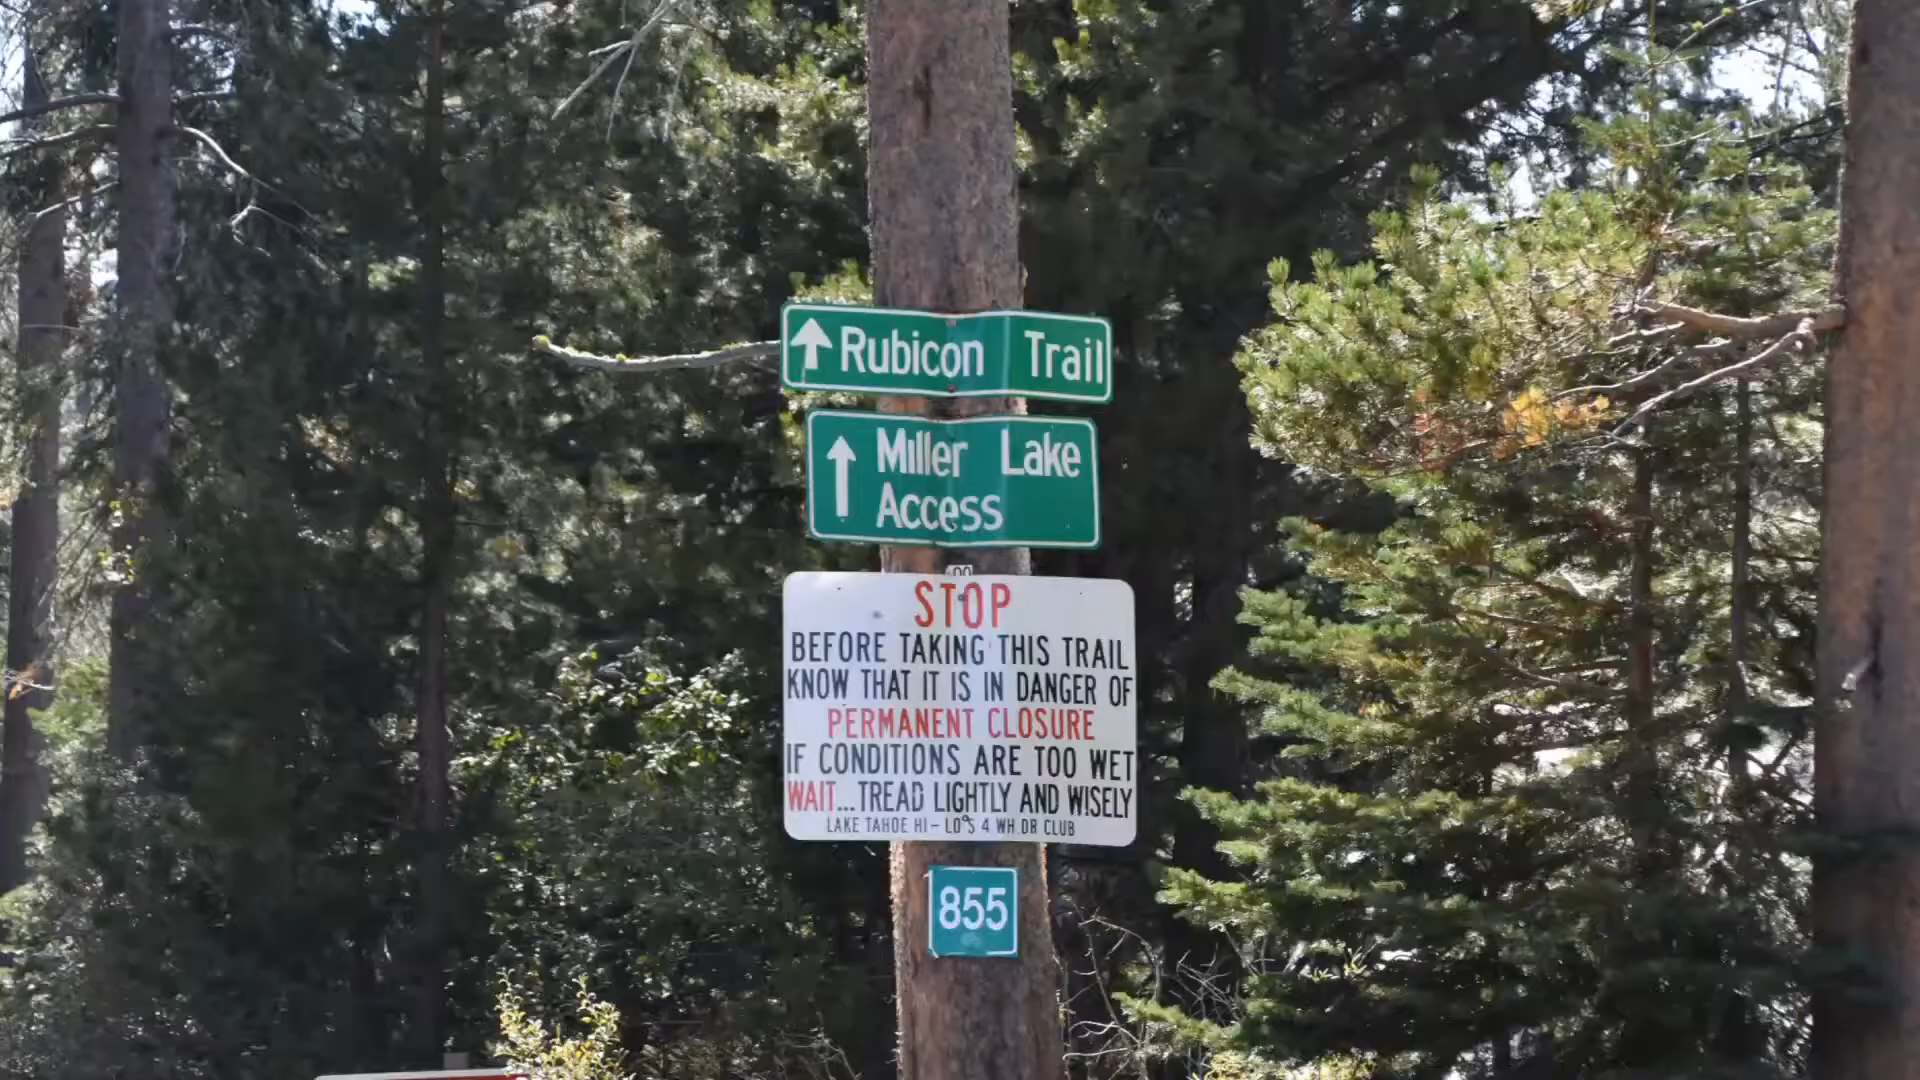 Rubicon Trail
Miller Lake
Access
STOP
BEFORE TAKING THIS TRAIL
KNOW THAT IT IS IN DANGER OF
PERMANENT CLOSURE
IF CONDITIONS ARE TOO WET
WAIT...TREAD LIGHTLY AND WISELY
LAKE TAHOE HI-LO'S 4 WH.DR CLUB
855